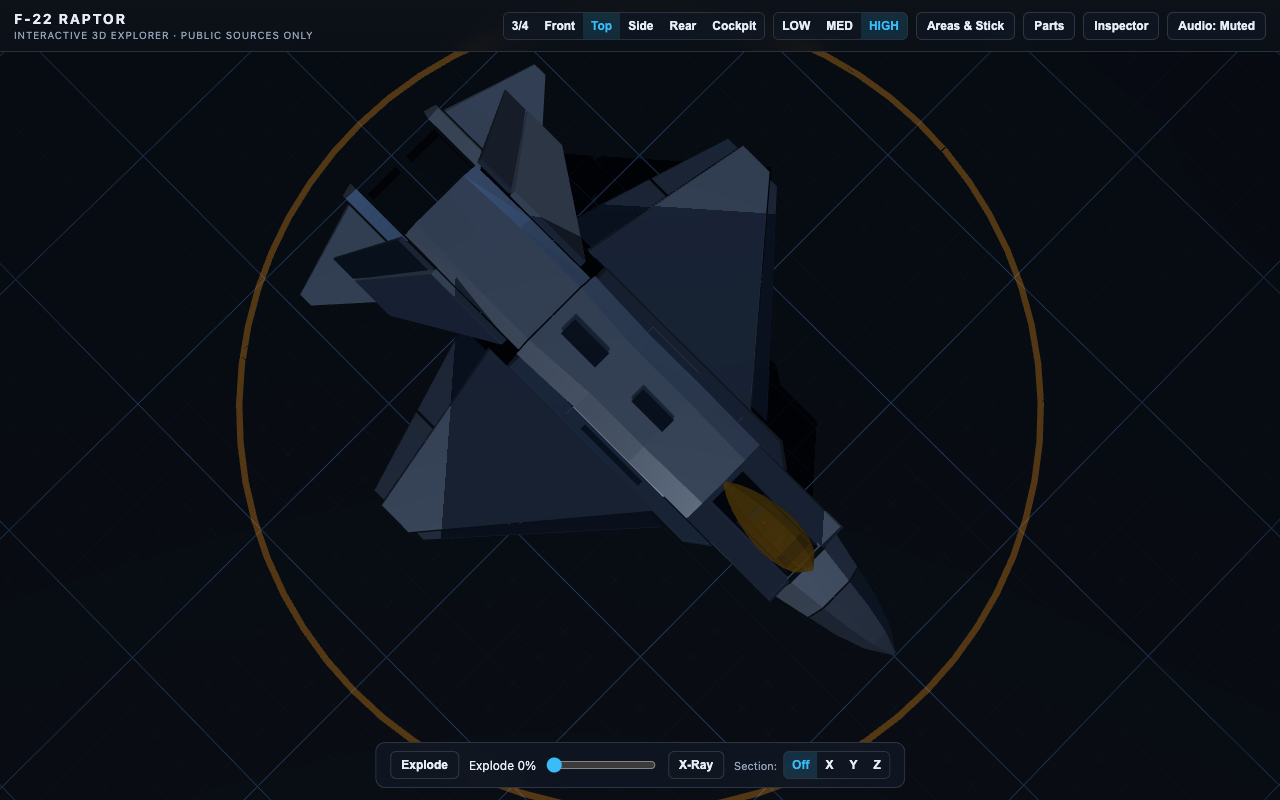 F-22 RAPTOR
INTERACTIVE 3D EXPLORER · PUBLIC SOURCES ONLY
3/4 Front Top Side Rear Cockpit LOW MED HIGH Areas & Stick Parts Inspector Audio: Muted
Explode Explode 0% X-Ray Section: Off X Y Z